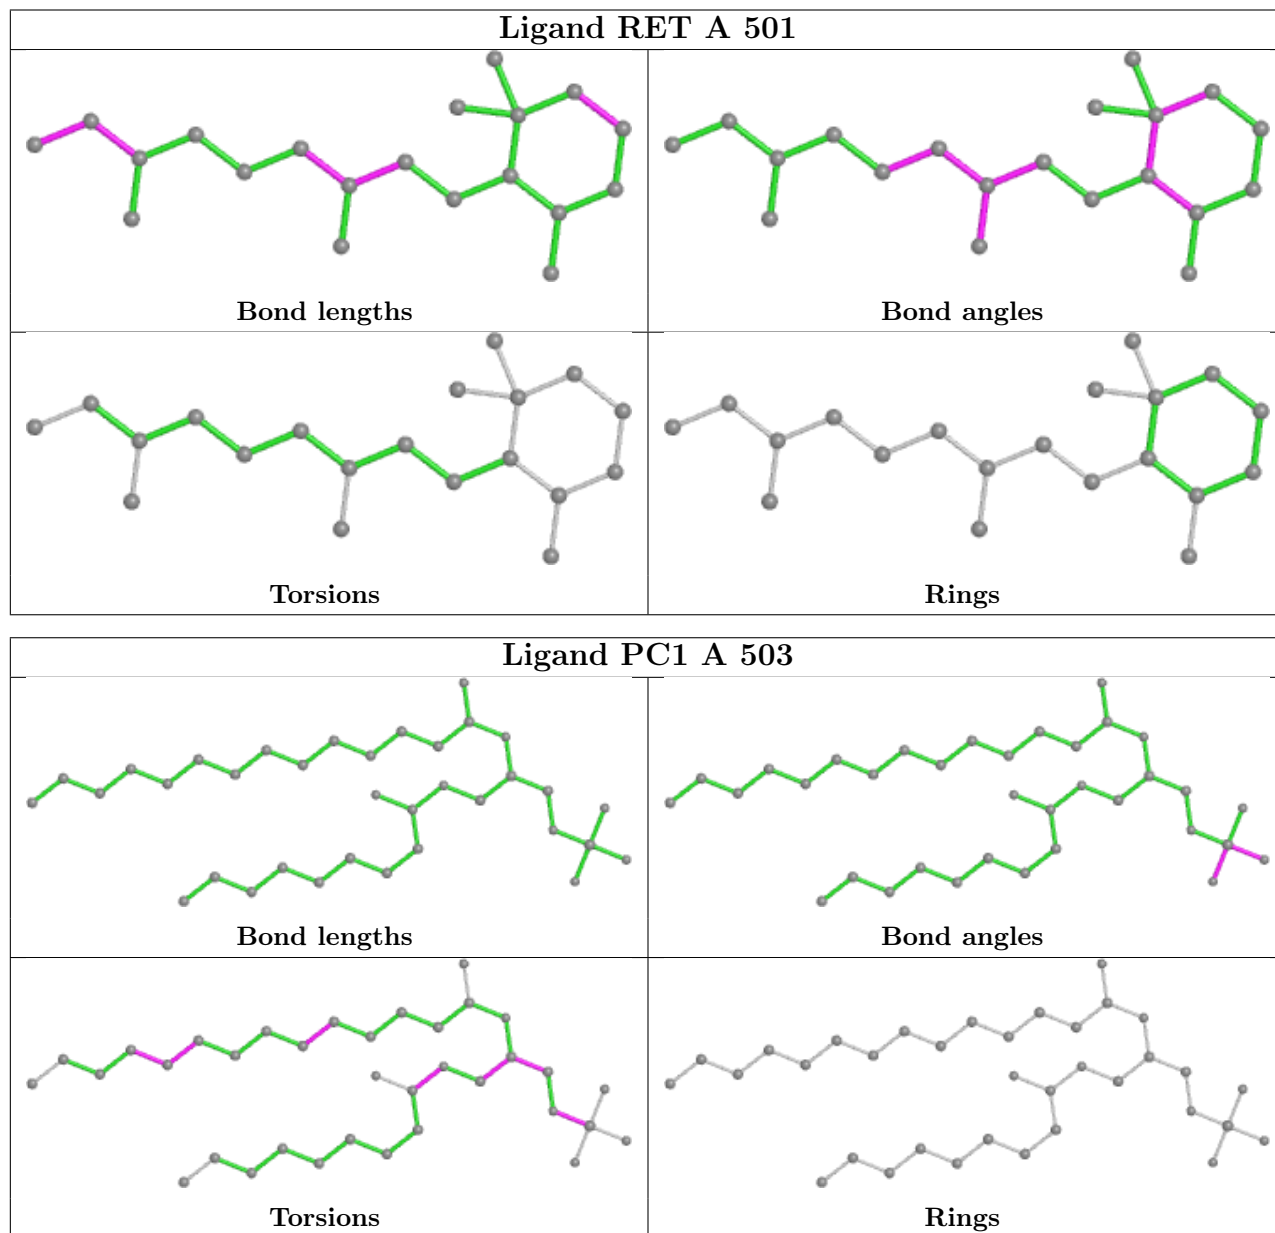 Ligand RET A 501
Bond lengths
Bond angles
Torsions
Rings
Ligand PC1 A 503
Bond lengths
Bond angles
Torsions
Rings